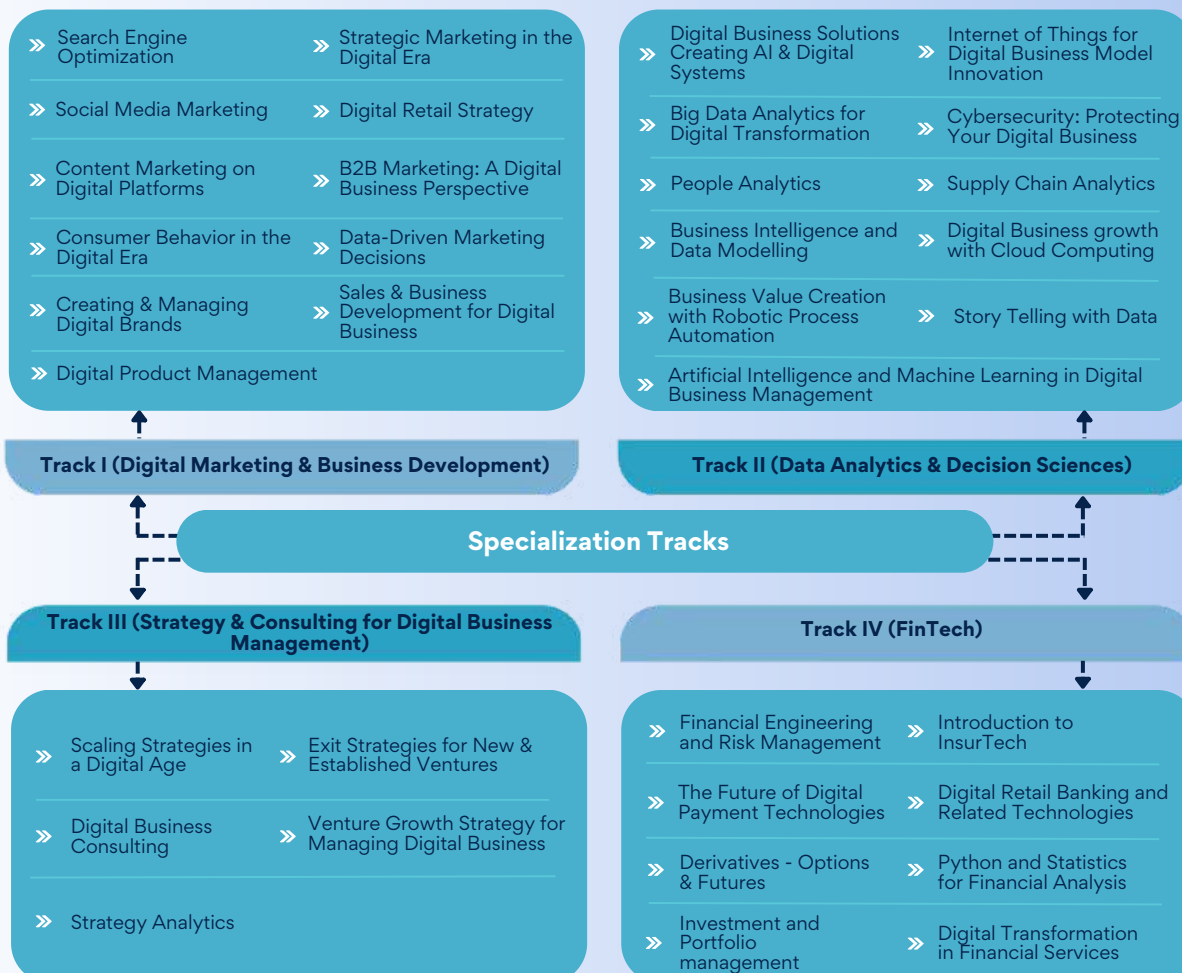 Search Engine
Optimization
Strategic Marketing in the
Digital Era
Social Media Marketing
Digital Retail Strategy
Content Marketing on
Digital Platforms
B2B Marketing: A Digital
Business Perspective
Consumer Behavior in the
Digital Era
Data-Driven Marketing
Decisions
Creating & Managing
Digital Brands
Sales & Business
Development for Digital
Business
Digital Product Management
Digital Business Solutions
Creating AI & Digital
Systems
Internet of Things for
Digital Business Model
Innovation
Big Data Analytics for
Digital Transformation
Cybersecurity: Protecting
Your Digital Business
People Analytics
Supply Chain Analytics
Business Intelligence and
Data Modelling
Digital Business growth
with Cloud Computing
Business Value Creation
with Robotic Process
Automation
Story Telling with Data
Artificial Intelligence and Machine Learning in Digital
Business Management
Track I (Digital Marketing & Business Development)
Track II (Data Analytics & Decision Sciences)
Specialization Tracks
Track III (Strategy & Consulting for Digital Business
Management)
Track IV (FinTech)
Scaling Strategies in
a Digital Age
Exit Strategies for New &
Established Ventures
Digital Business
Consulting
Venture Growth Strategy for
Managing Digital Business
Strategy Analytics
Financial Engineering
and Risk Management
Introduction to
InsurTech
The Future of Digital
Payment Technologies
Digital Retail Banking and
Related Technologies
Derivatives - Options
& Futures
Python and Statistics
for Financial Analysis
Investment and
Portfolio
management
Digital Transformation
in Financial Services